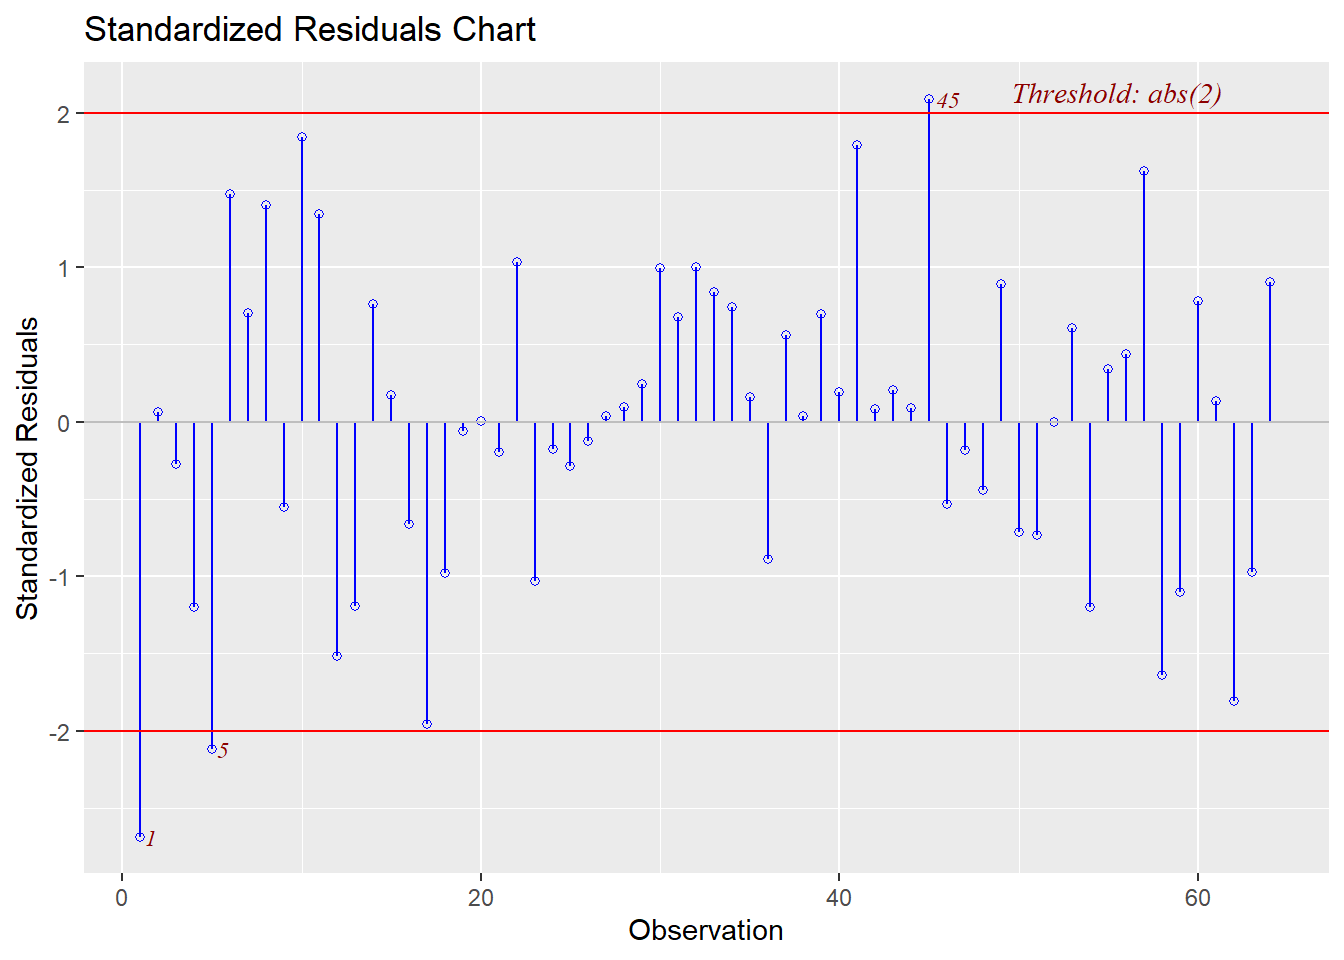 Standardized Residuals Chart
Threshold: abs(2)
45
5
1
2
1
0
-1
-2
0 20 40 60
Standardized Residuals
Observation